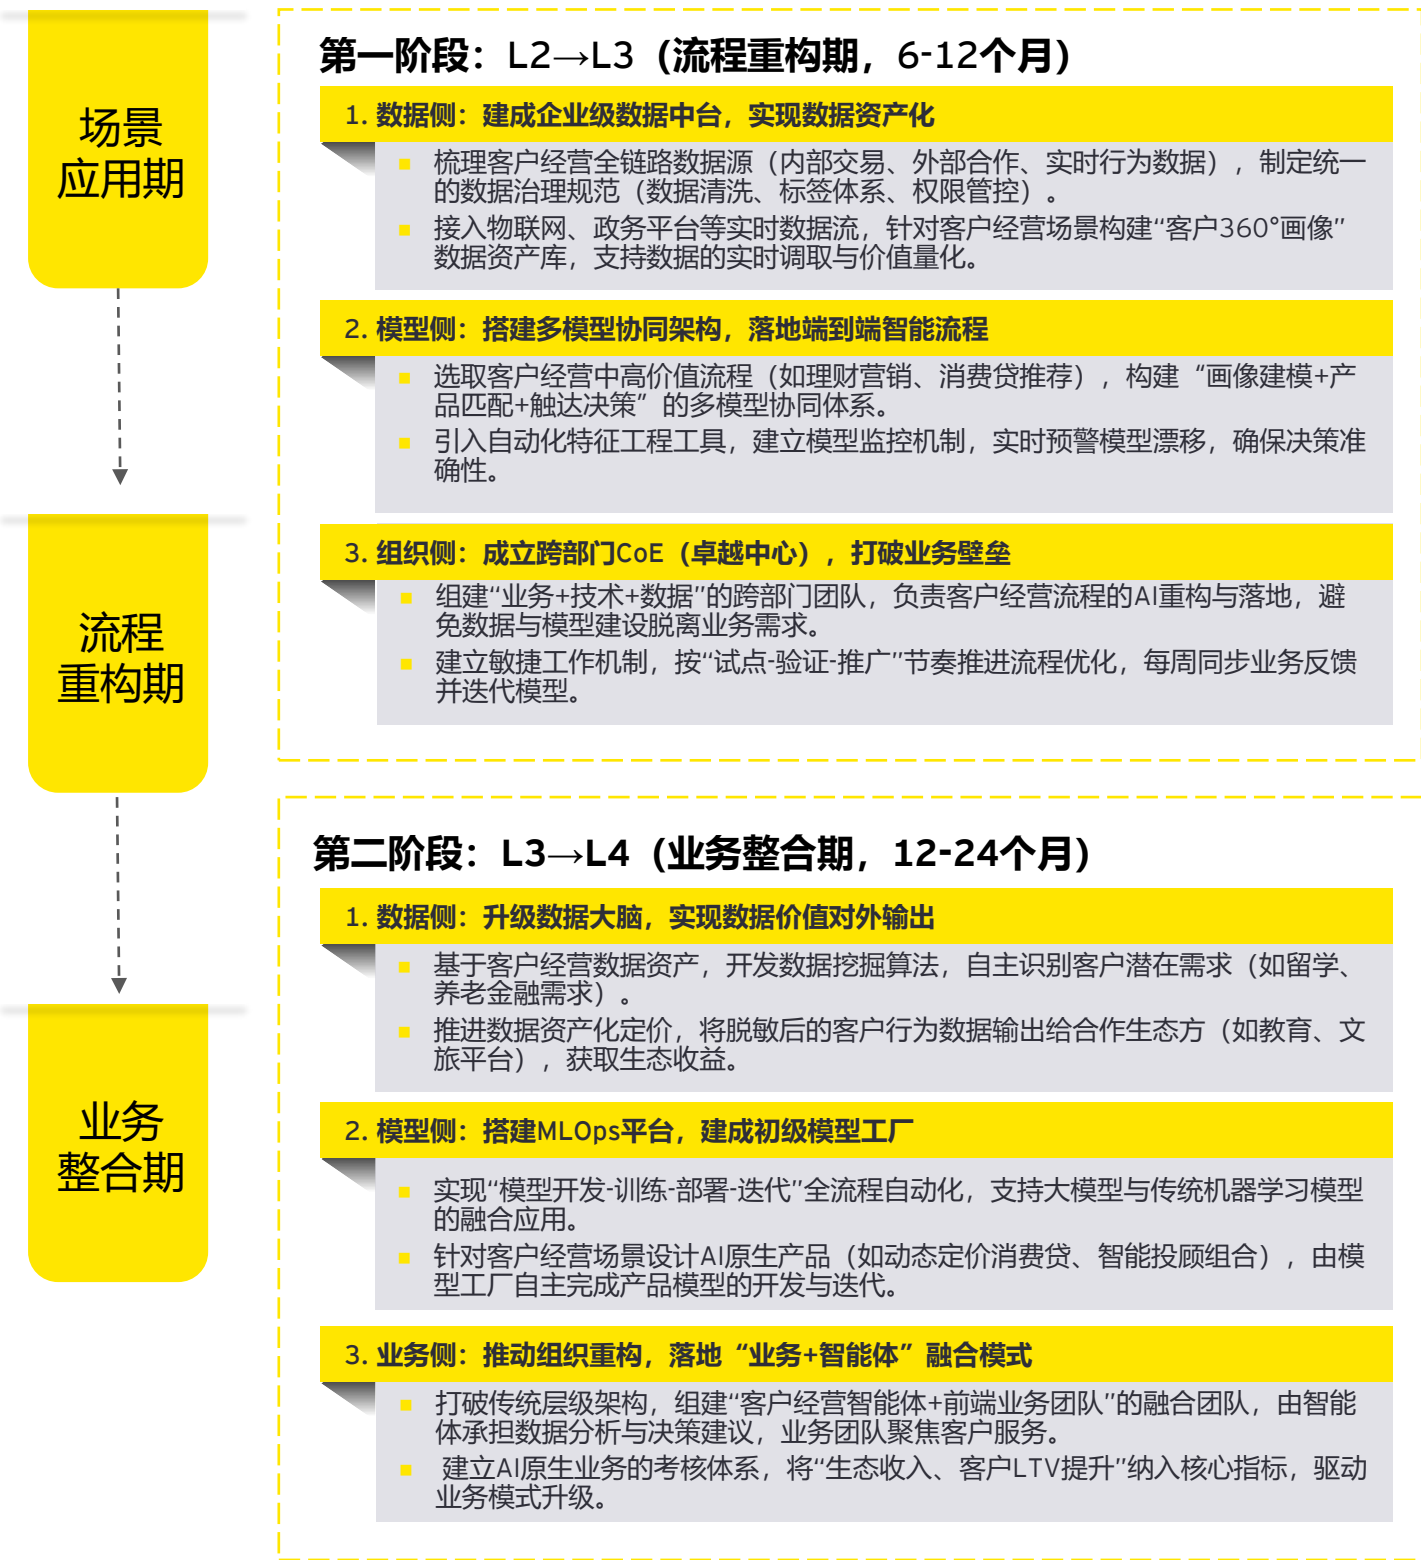 场景
应用期
流程
重构期
业务
整合期
第一阶段：L2→L3（流程重构期，6-12个月）
1. 数据侧：建成企业级数据中台，实现数据资产化
▪ 梳理客户经营全链路数据源（内部交易、外部合作、实时行为数据），制定统一
的数据治理规范（数据清洗、标签体系、权限管控）。
▪ 接入物联网、政务平台等实时数据流，针对客户经营场景构建“客户360°画像”
数据资产库，支持数据的实时调取与价值量化。
2. 模型侧：搭建多模型协同架构，落地端到端智能流程
▪ 选取客户经营中高价值流程（如理财营销、消费贷推荐），构建“画像建模+产
品匹配+触达决策”的多模型协同体系。
▪ 引入自动化特征工程工具，建立模型监控机制，实时预警模型漂移，确保决策准
确性。
3. 组织侧：成立跨部门CoE（卓越中心），打破业务壁垒
▪ 组建“业务+技术+数据”的跨部门团队，负责客户经营流程的AI重构与落地，避
免数据与模型建设脱离业务需求。
▪ 建立敏捷工作机制，按“试点-验证-推广”节奏推进流程优化，每周同步业务反馈
并迭代模型。
第二阶段：L3→L4（业务整合期，12-24个月）
1. 数据侧：升级数据大脑，实现数据价值对外输出
▪ 基于客户经营数据资产，开发数据挖掘算法，自主识别客户潜在需求（如留学、
养老金融需求）。
▪ 推进数据资产化定价，将脱敏后的客户行为数据输出给合作生态方（如教育、文
旅平台），获取生态收益。
2. 模型侧：搭建MLOps平台，建成初级模型工厂
▪ 实现“模型开发-训练-部署-迭代”全流程自动化，支持大模型与传统机器学习模型
的融合应用。
▪ 针对客户经营场景设计AI原生产品（如动态定价消费贷、智能投顾组合），由模
型工厂自主完成产品模型的开发与迭代。
3. 业务侧：推动组织重构，落地“业务+智能体”融合模式
▪ 打破传统层级架构，组建“客户经营智能体+前端业务团队”的融合团队，由智能
体承担数据分析与决策建议，业务团队聚焦客户服务。
▪ 建立AI原生业务的考核体系，将“生态收入、客户LTV提升”纳入核心指标，驱动
业务模式升级。